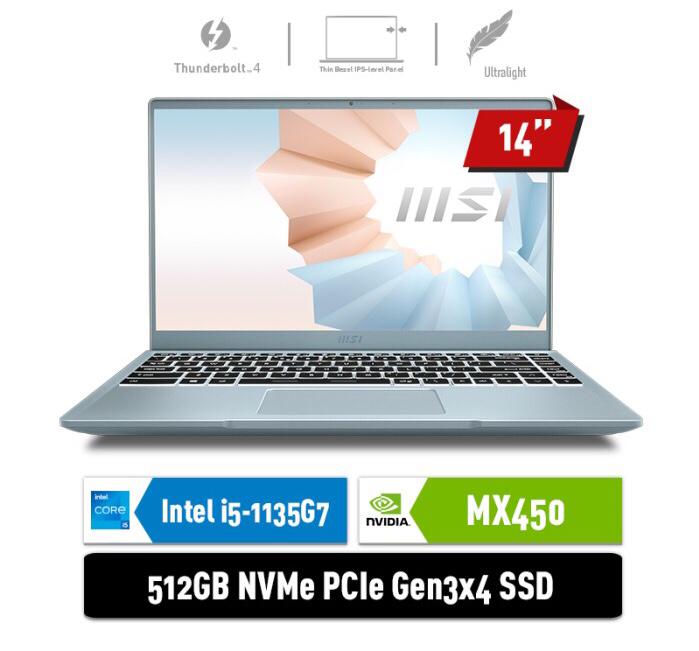 Thunderbolt™ 4
Thin Bezel IPS-level Panel
Ultralight
14”
msi
msi
intel
CORE
i5
Intel i5-1135G7
NVIDIA.
MX450
512GB NVMe PCIe Gen3x4 SSD